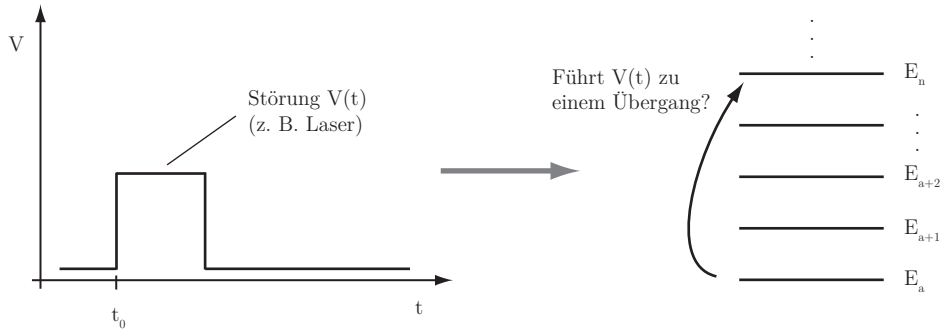 V
Störung V(t)
(z. B. Laser)
t₀
t
Führt V(t) zu
einem Übergang?
Eₙ
Eₐ₊₂
Eₐ₊₁
Eₐ